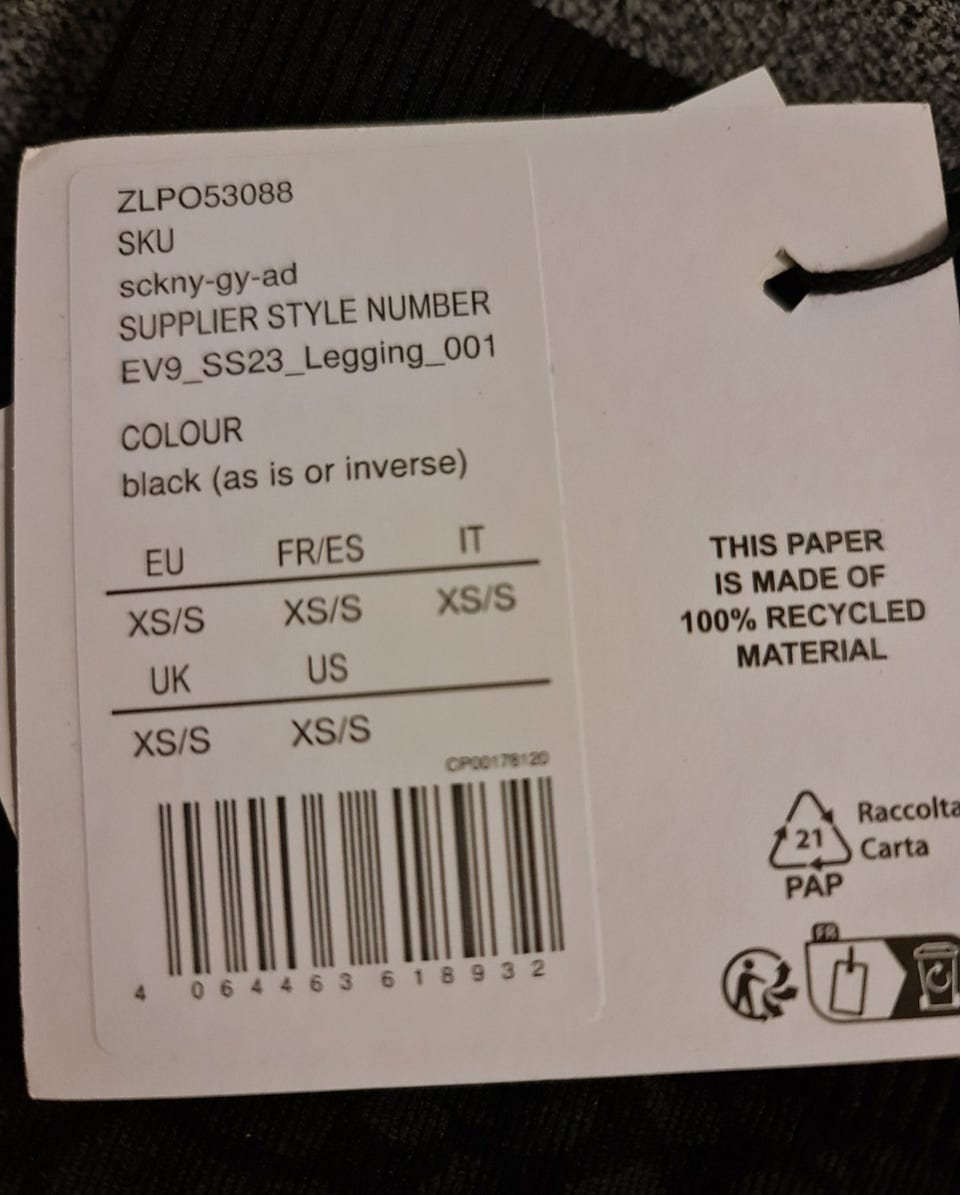 ZLPO53088
SKU
sckny-gy-ad
SUPPLIER STYLE NUMBER
EV9_SS23_Legging_001
COLOUR
black (as is or inverse)
EU FR/ES IT
XS/S XS/S XS/S
UK US
XS/S XS/S
CP00178120
4 064463 618932
THIS PAPER
IS MADE OF
100% RECYCLED
MATERIAL
21
PAP
Raccolta
Carta
FR